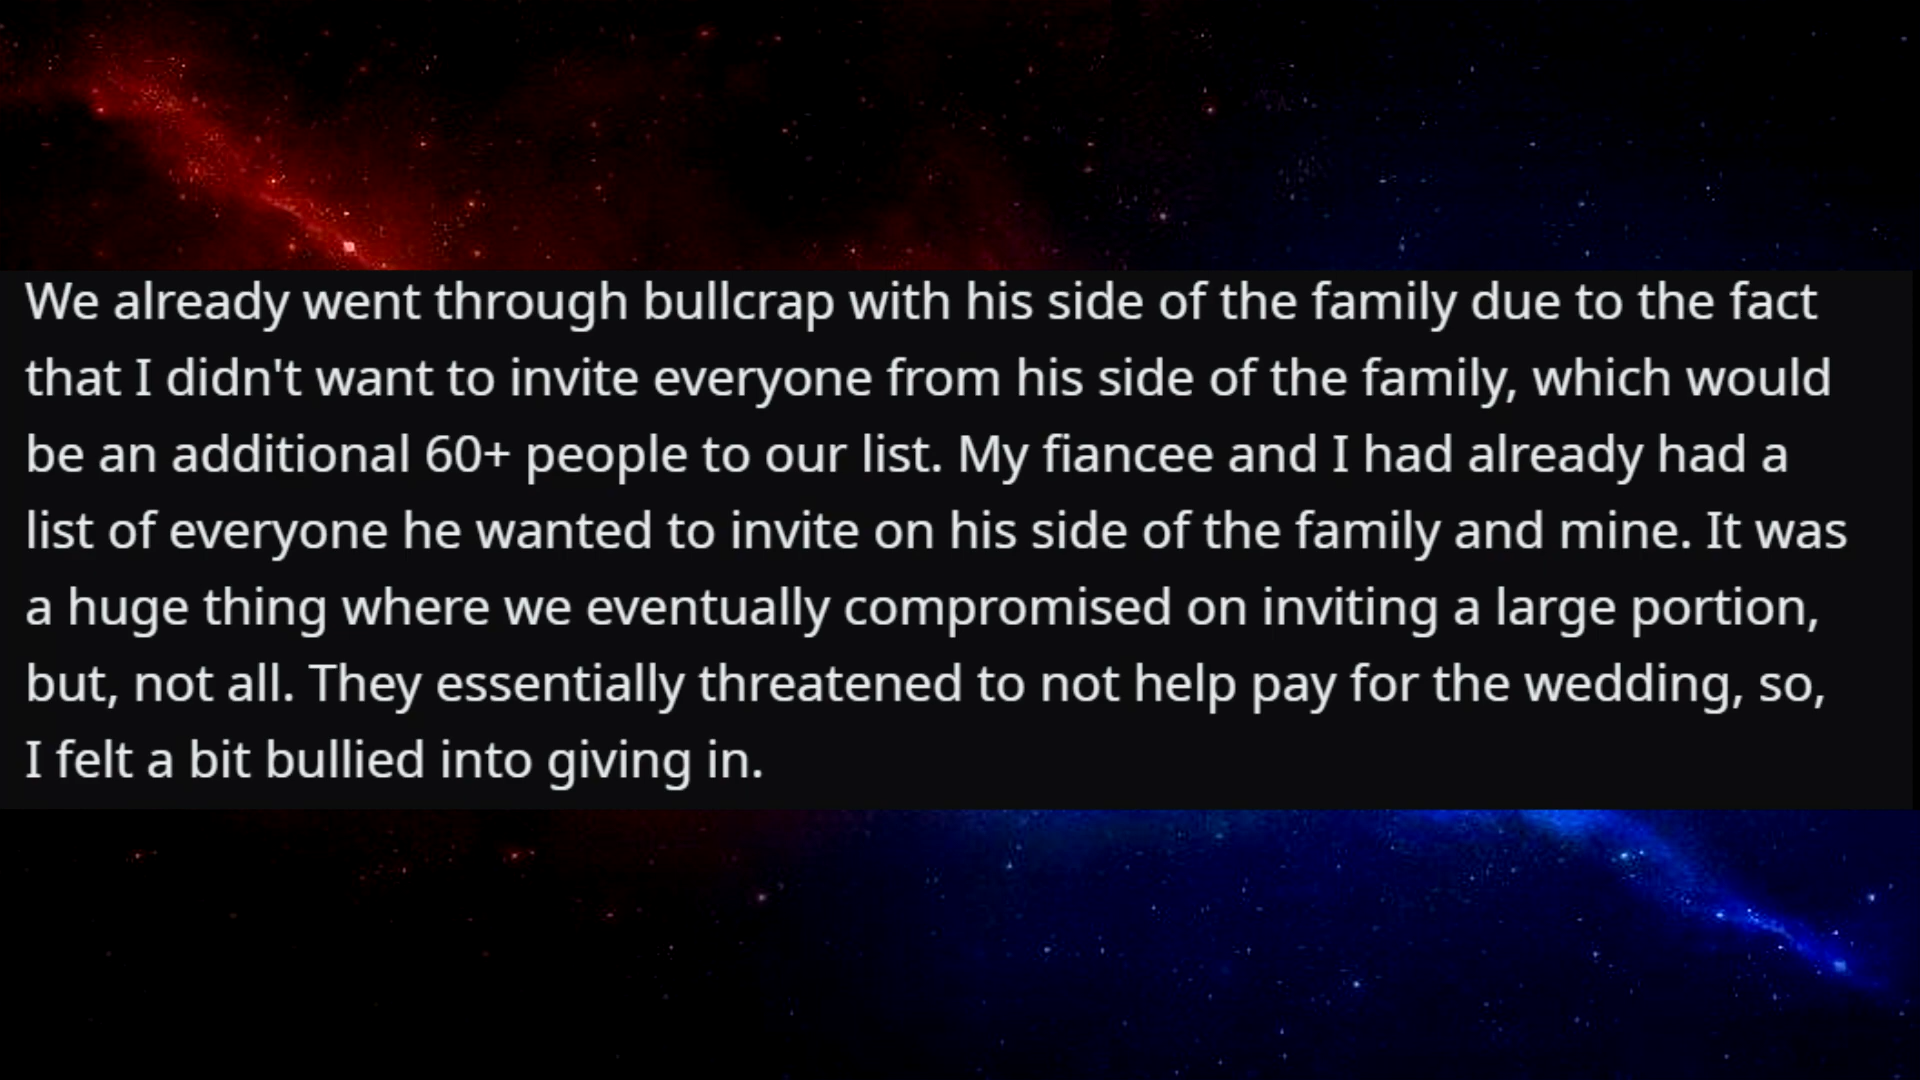 We already went through bullcrap with his side of the family due to the fact
that I didn't want to invite everyone from his side of the family, which would
be an additional 60+ people to our list. My fiancee and I had already had a
list of everyone he wanted to invite on his side of the family and mine. It was
a huge thing where we eventually compromised on inviting a large portion,
but, not all. They essentially threatened to not help pay for the wedding, so,
I felt a bit bullied into giving in.